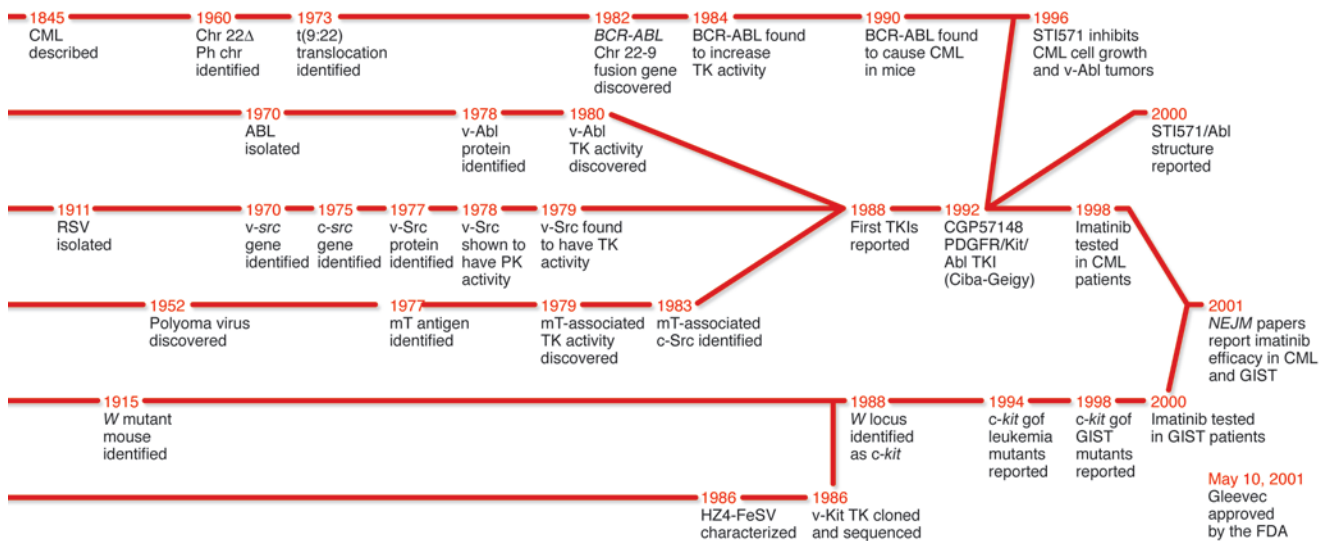 1845
CML
described
1960
Chr 22Δ
Ph chr
identified
1973
t(9:22)
translocation
identified
1982
BCR-ABL
Chr 22-9
fusion gene
discovered
1984
BCR-ABL found
to increase
TK activity
1990
BCR-ABL found
to cause CML
in mice
1996
STI571 inhibits
CML cell growth
and v-Abl tumors
1970
ABL
isolated
1978
v-Abl
protein
identified
1980
v-Abl
TK activity
discovered
2000
STI571/Abl
structure
reported
1911
RSV
isolated
1970
v-src
gene
identified
1975
c-src
gene
identified
1977
v-Src
protein
identified
1978
v-Src
shown to
have PK
activity
1979
v-Src found
to have TK
activity
1988
First TKIs
reported
1992
CGP57148
PDGFR/Kit/
Abl TKI
(Ciba-Geigy)
1998
Imatinib
tested
in CML
patients
1952
Polyoma virus
discovered
1977
mT antigen
identified
1979
mT-associated
TK activity
discovered
1983
mT-associated
c-Src identified
2001
NEJM papers
report imatinib
efficacy in CML
and GIST
1915
W mutant
mouse
identified
1988
W locus
identified
as c-kit
1994
c-kit gof
leukemia
mutants
reported
1998
c-kit gof
GIST
mutants
reported
2000
Imatinib tested
in GIST patients
1986
HZ4-FeSV
characterized
1986
v-Kit TK cloned
and sequenced
May 10, 2001
Gleevec
approved
by the FDA